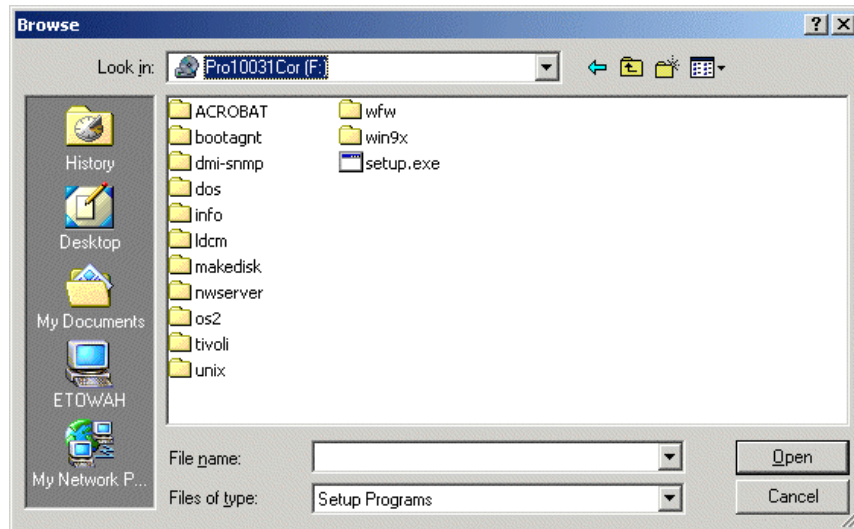 Browse
Look in: Pro10031Cor (F:)
History
Desktop
My Documents
ETOWAH
My Network P...
ACROBAT
bootagnt
dmi-snmp
dos
info
ldcm
makedisk
nwserver
os2
tivoli
unix
wfw
win9x
setup.exe
File name:
Open
Files of type: Setup Programs
Cancel